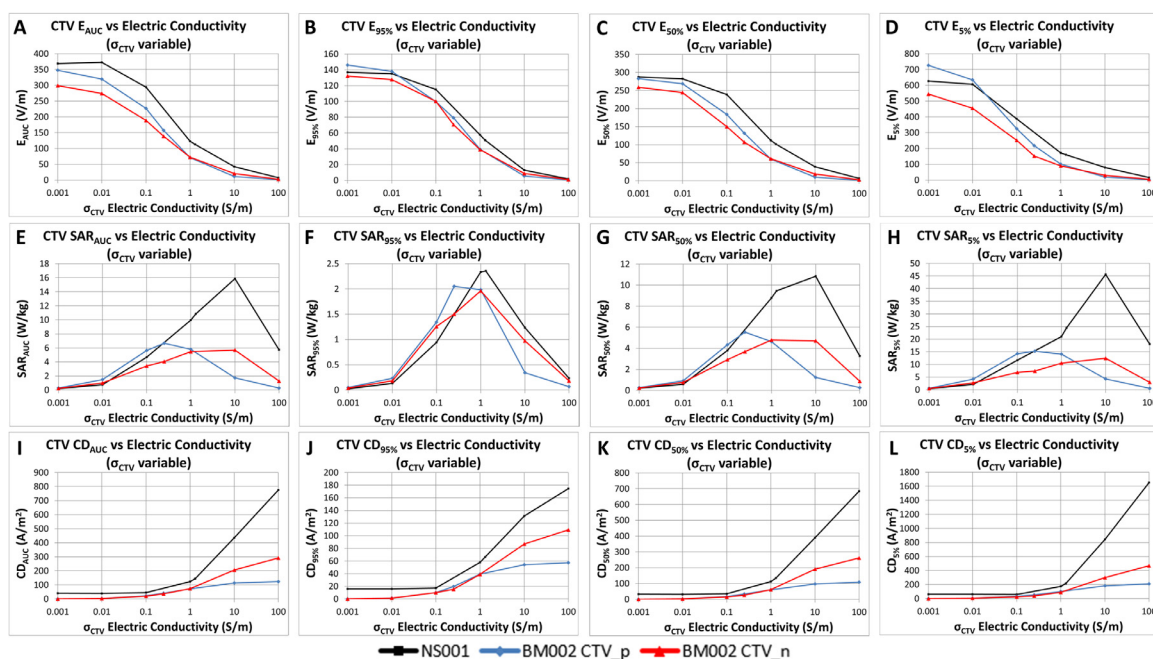 A CTV E_AUC vs Electric Conductivity
(σ_CTV variable)
E_AUC (V/m)
400
350
300
250
200
150
100
50
0
0.001 0.01 0.1 1 10 100
σ_CTV Electric Conductivity (S/m)
B CTV E_95% vs Electric Conductivity
(σ_CTV variable)
E_95% (V/m)
160
140
120
100
80
60
40
20
0
0.001 0.01 0.1 1 10 100
σ_CTV Electric Conductivity (S/m)
C CTV E_50% vs Electric Conductivity
(σ_CTV variable)
E_50% (V/m)
350
300
250
200
150
100
50
0
0.001 0.01 0.1 1 10 100
σ_CTV Electric Conductivity (S/m)
D CTV E_5% vs Electric Conductivity
(σ_CTV variable)
E_5% (V/m)
800
700
600
500
400
300
200
100
0
0.001 0.01 0.1 1 10 100
σ_CTV Electric Conductivity (S/m)
E CTV SAR_AUC vs Electric Conductivity
(σ_CTV variable)
SAR_AUC (W/kg)
18
16
14
12
10
8
6
4
2
0
0.001 0.01 0.1 1 10 100
σ_CTV Electric Conductivity (S/m)
F CTV SAR_95% vs Electric Conductivity
(σ_CTV variable)
SAR_95% (W/kg)
2.5
2
1.5
1
0.5
0
0.001 0.01 0.1 1 10 100
σ_CTV Electric Conductivity (S/m)
G CTV SAR_50% vs Electric Conductivity
(σ_CTV variable)
SAR_50% (W/kg)
12
10
8
6
4
2
0
0.001 0.01 0.1 1 10 100
σ_CTV Electric Conductivity (S/m)
H CTV SAR_5% vs Electric Conductivity
(σ_CTV variable)
SAR_5% (W/kg)
50
45
40
35
30
25
20
15
10
5
0
0.001 0.01 0.1 1 10 100
σ_CTV Electric Conductivity (S/m)
I CTV CD_AUC vs Electric Conductivity
(σ_CTV variable)
CD_AUC (A/m²)
900
800
700
600
500
400
300
200
100
0
0.001 0.01 0.1 1 10 100
σ_CTV Electric Conductivity (S/m)
J CTV CD_95% vs Electric Conductivity
(σ_CTV variable)
CD_95% (A/m²)
200
180
160
140
120
100
80
60
40
20
0
0.001 0.01 0.1 1 10 100
σ_CTV Electric Conductivity (S/m)
K CTV CD_50% vs Electric Conductivity
(σ_CTV variable)
CD_50% (A/m²)
800
700
600
500
400
300
200
100
0
0.001 0.01 0.1 1 10 100
σ_CTV Electric Conductivity (S/m)
L CTV CD_5% vs Electric Conductivity
(σ_CTV variable)
CD_5% (A/m²)
1800
1600
1400
1200
1000
800
600
400
200
0
0.001 0.01 0.1 1 10 100
σ_CTV Electric Conductivity (S/m)
NS001 BM002 CTV_p BM002 CTV_n